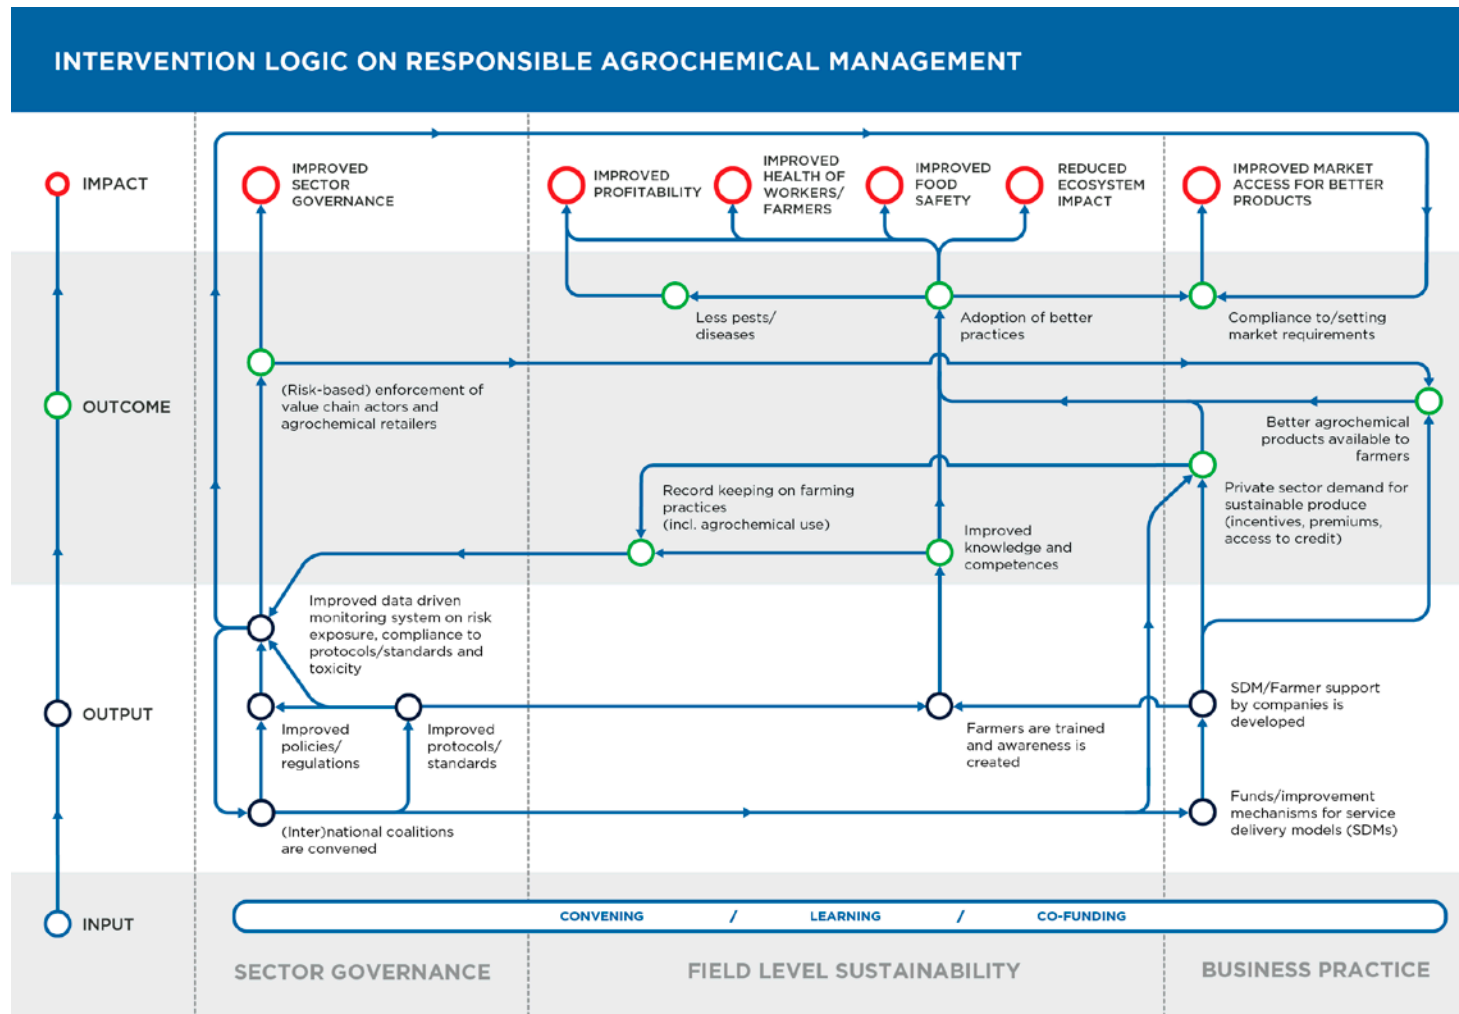 INTERVENTION LOGIC ON RESPONSIBLE AGROCHEMICAL MANAGEMENT
IMPACT
IMPROVED
SECTOR
GOVERNANCE
IMPROVED
PROFITABILITY
IMPROVED
HEALTH OF
WORKERS/
FARMERS
IMPROVED
FOOD
SAFETY
REDUCED
ECOSYSTEM
IMPACT
IMPROVED MARKET
ACCESS FOR BETTER
PRODUCTS
Less pests/
diseases
Adoption of better
practices
Compliance to/setting
market requirements
OUTCOME
(Risk-based) enforcement of
value chain actors and
agrochemical retailers
Better agrochemical
products available to
farmers
Record keeping on farming
practices
(incl. agrochemical use)
Improved
knowledge and
competences
Private sector demand for
sustainable produce
(incentives, premiums,
access to credit)
Improved data driven
monitoring system on risk
exposure, compliance to
protocols/standards and
toxicity
OUTPUT
Improved
policies/
regulations
Improved
protocols/
standards
Farmers are trained
and awareness is
created
SDM/Farmer support
by companies is
developed
(Inter)national coalitions
are convened
Funds/improvement
mechanisms for service
delivery models (SDMs)
INPUT
CONVENING / LEARNING / CO-FUNDING
SECTOR GOVERNANCE
FIELD LEVEL SUSTAINABILITY
BUSINESS PRACTICE